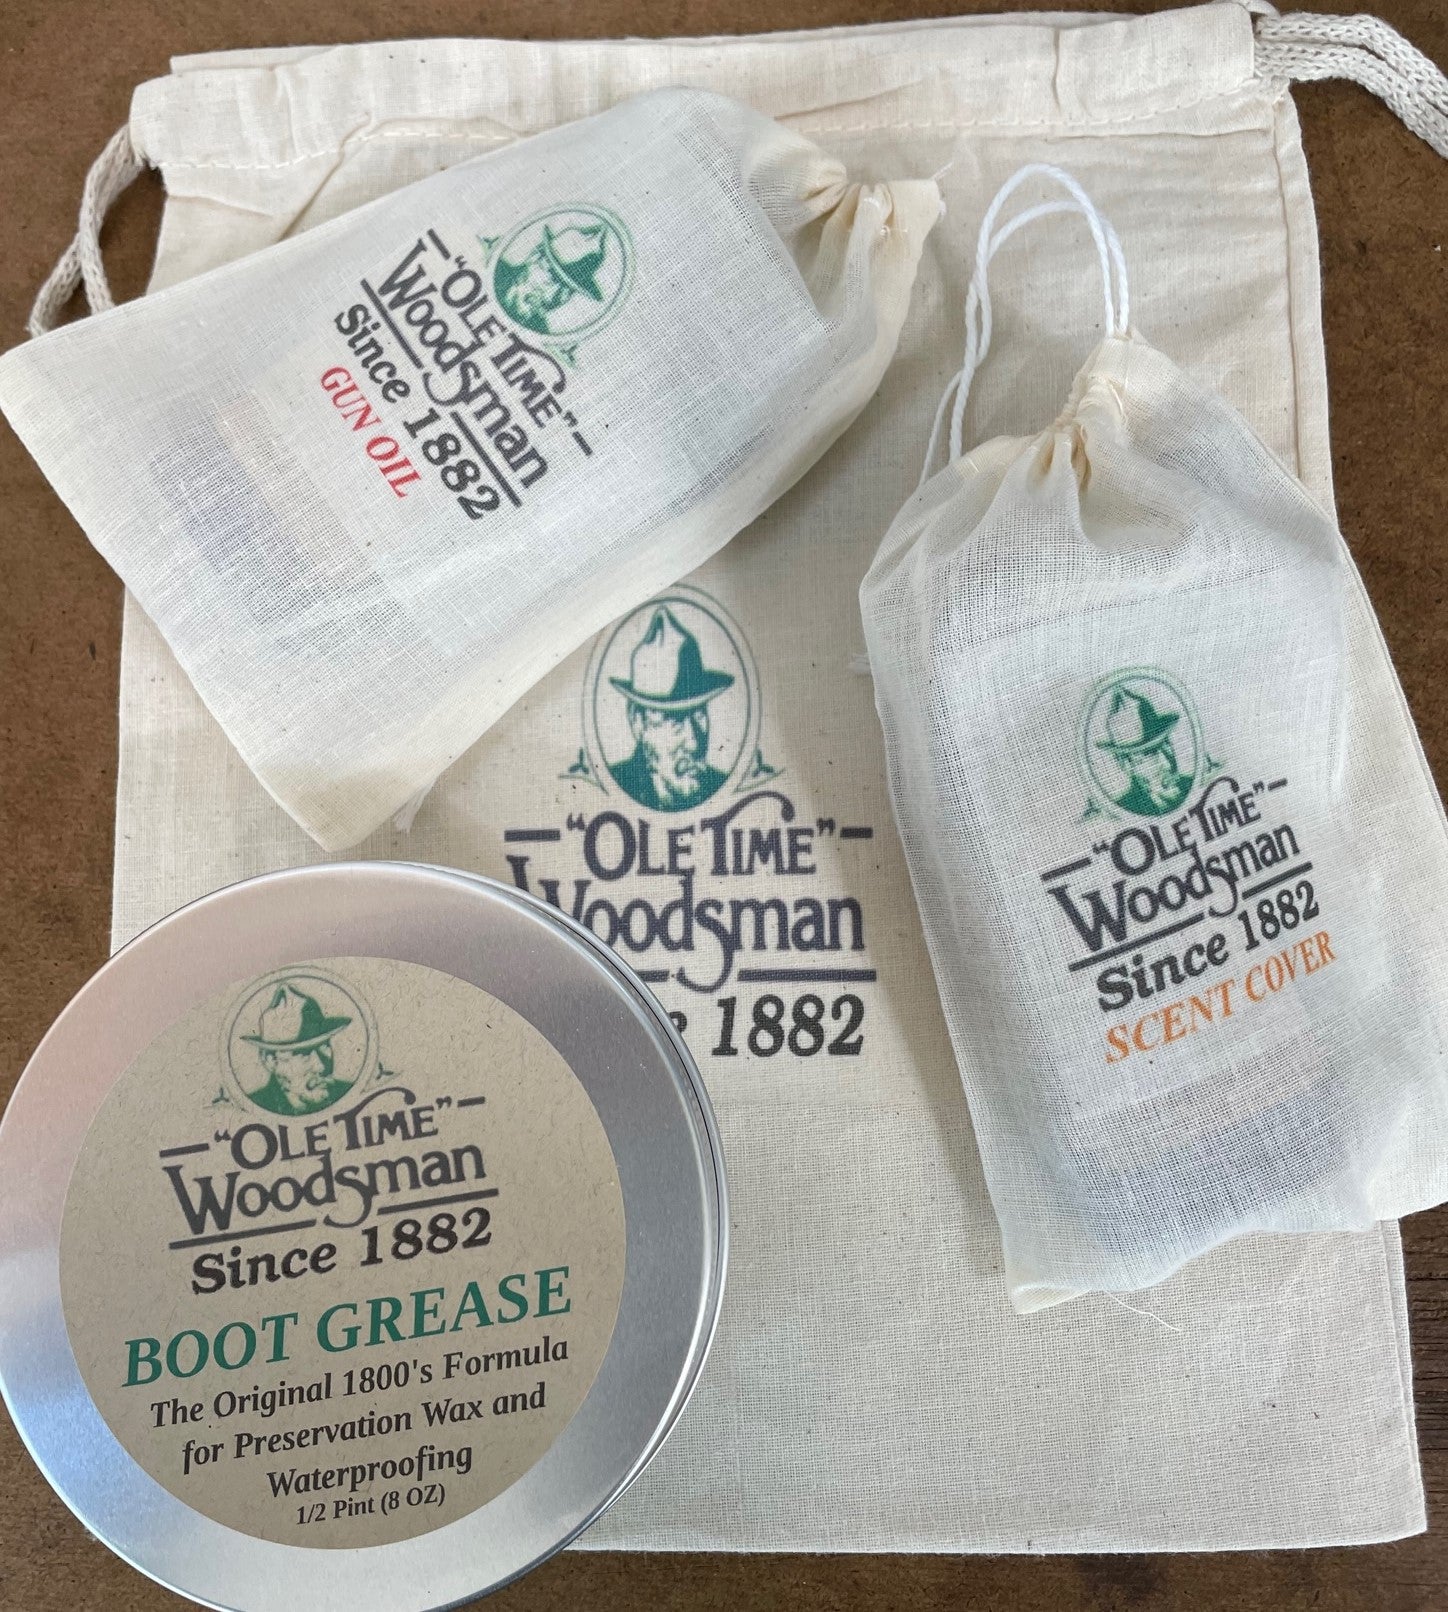 "OLE TIME"
Woodsman
Since 1882
GUN OIL
"OLE TIME"
Woodsman
1882
"OLE TIME"
Woodsman
Since 1882
SCENT COVER
"OLE TIME"
Woodsman
Since 1882
BOOT GREASE
The Original 1800's Formula
for Preservation Wax and
Waterproofing
1/2 Pint (8 OZ)